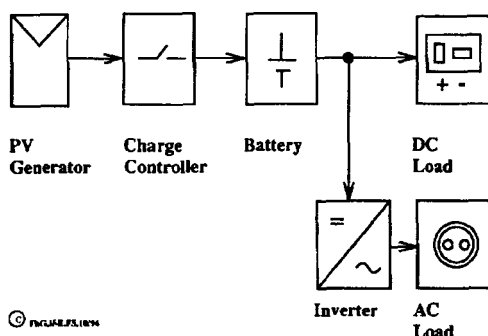 PV
Generator
Charge
Controller
Battery
DC
Load
+ -
=
~
Inverter
AC
Load
©